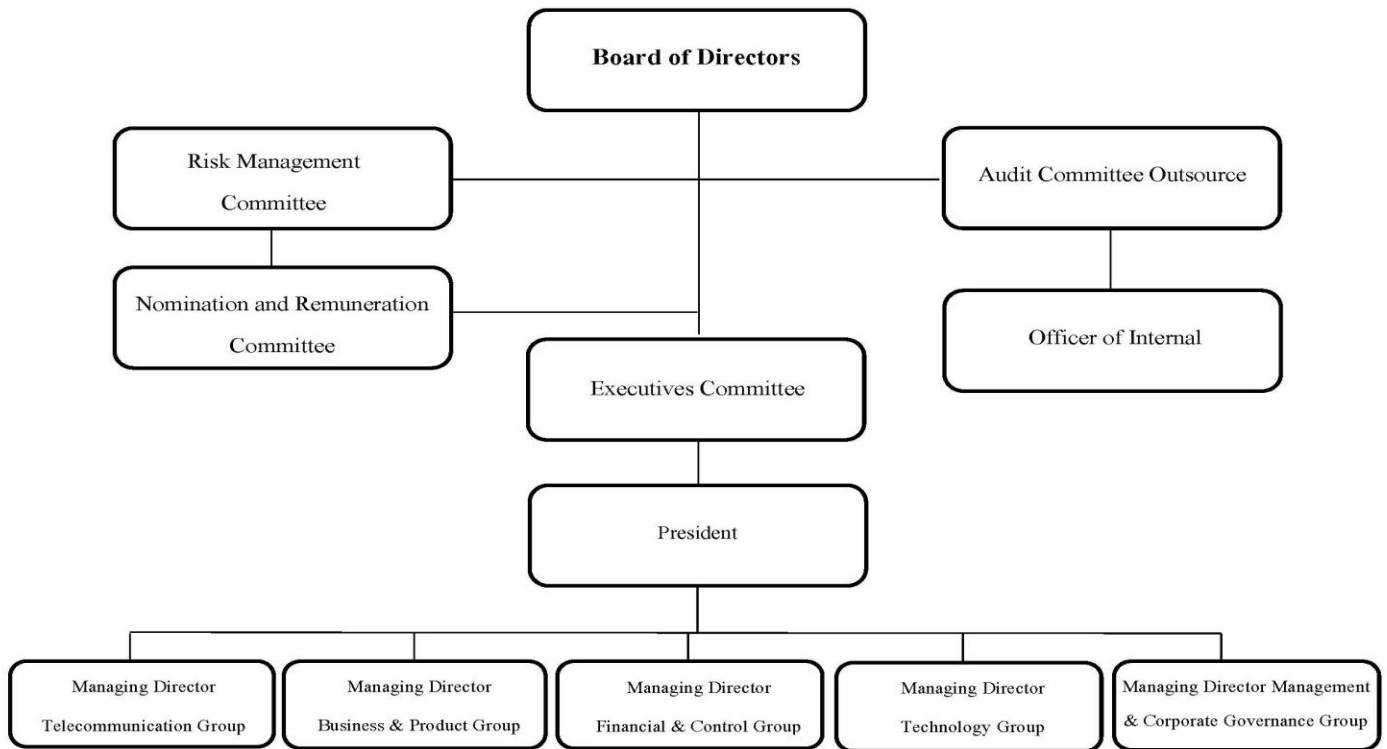 Board of Directors
Risk Management
Committee
Audit Committee Outsource
Nomination and Remuneration
Committee
Officer of Internal
Executives Committee
President
Managing Director
Telecommunication Group
Managing Director
Business & Product Group
Managing Director
Financial & Control Group
Managing Director
Technology Group
Managing Director Management
& Corporate Governance Group